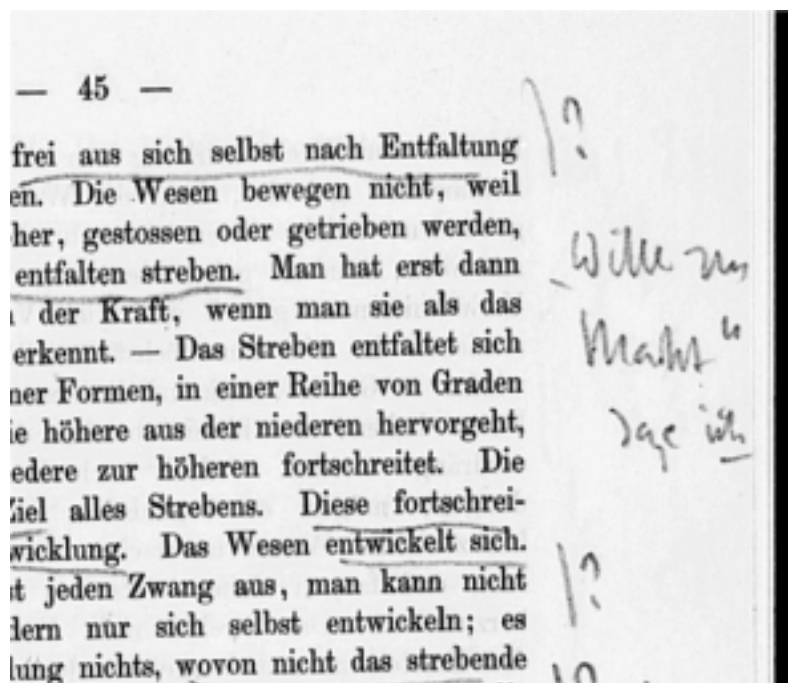 — 45 —
frei aus sich selbst nach Entfaltung
en. Die Wesen bewegen nicht, weil
her, gestossen oder getrieben werden,
entfalten streben. Man hat erst dann
der Kraft, wenn man sie als das
erkennt. — Das Streben entfaltet sich
ner Formen, in einer Reihe von Graden
ie höhere aus der niederen hervorgeht,
edere zur höheren fortschreitet. Die
Ziel alles Strebens. Diese fortschrei-
wicklung. Das Wesen entwickelt sich.
st jeden Zwang aus, man kann nicht
dern nur sich selbst entwickeln; es
lung nichts, wovon nicht das strebende
?
„Wille zur
Macht“
sage ich
?